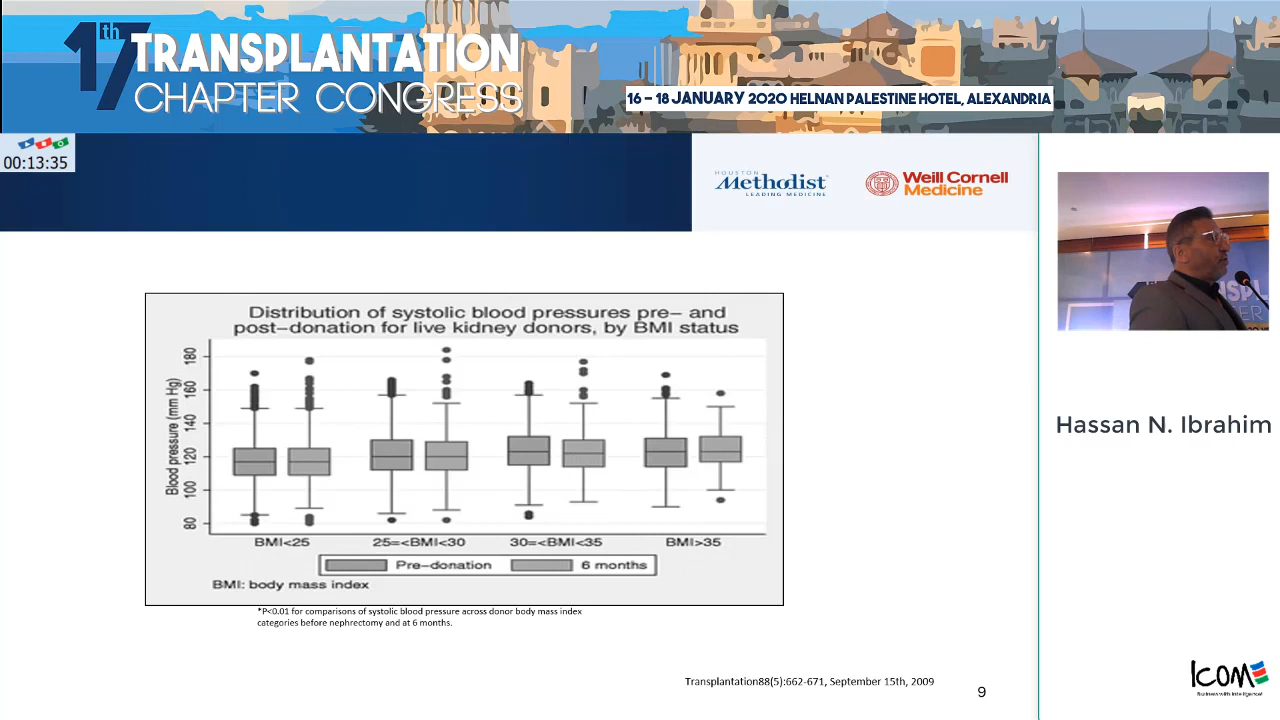 17th TRANSPLANTATION
CHAPTER CONGRESS
16 – 18 JANUARY 2020 HELNAN PALESTINE HOTEL, ALEXANDRIA
00:13:35
HOUSTON
Methodist
LEADING MEDICINE
Weill Cornell
Medicine
Distribution of systolic blood pressures pre- and
post-donation for live kidney donors, by BMI status
Blood pressure (mm Hg)
180
160
140
120
100
80
BMI<25
25=<BMI<30
30=<BMI<35
BMI>35
Pre-donation
6 months
BMI: body mass index
*P<0.01 for comparisons of systolic blood pressure across donor body mass index
categories before nephrectomy and at 6 months.
Transplantation88(5):662-671, September 15th, 2009
9
Hassan N. Ibrahim
ICOM
Business with Intelligence!